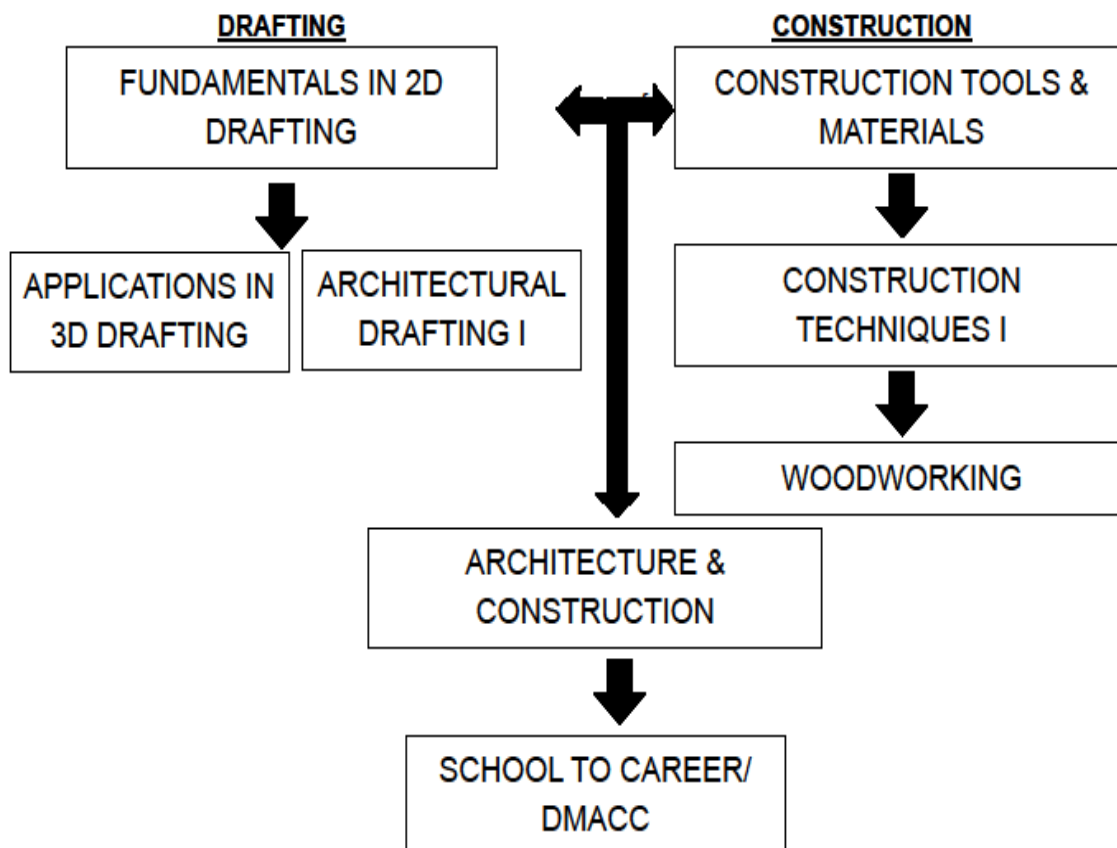 DRAFTING
CONSTRUCTION
FUNDAMENTALS IN 2D
DRAFTING
CONSTRUCTION TOOLS &
MATERIALS
APPLICATIONS IN
3D DRAFTING
ARCHITECTURAL
DRAFTING I
CONSTRUCTION
TECHNIQUES I
WOODWORKING
ARCHITECTURE &
CONSTRUCTION
SCHOOL TO CAREER/
DMACC